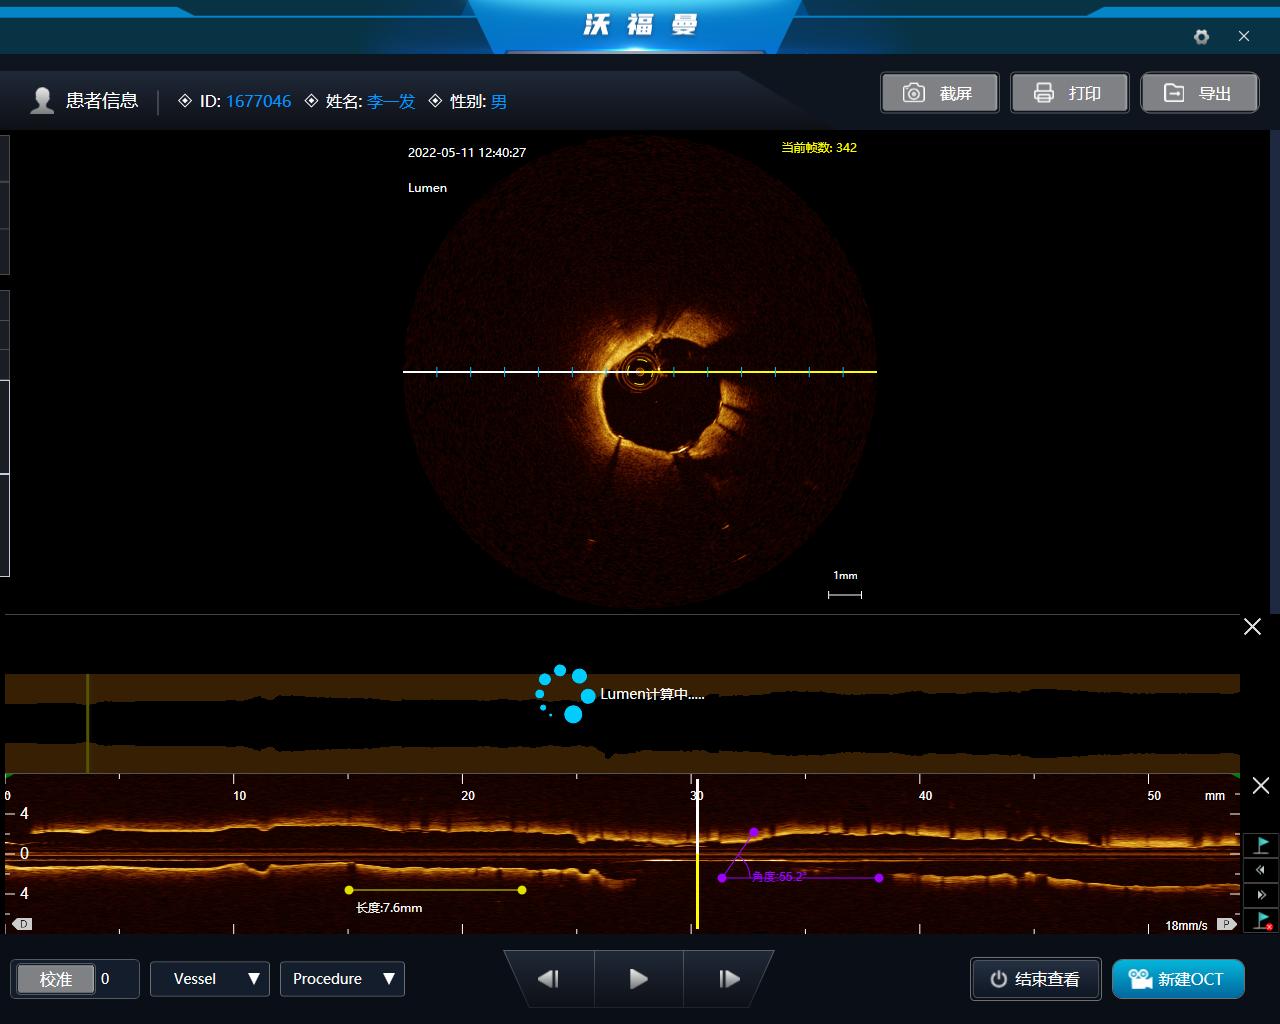 沃福曼
患者信息 ID: 1677046 姓名: 李一发 性别: 男
截屏 打印 导出
2022-05-11 12:40:27
当前帧数: 342
Lumen
1mm
Lumen计算中.....
0 10 20 30 40 50 mm
4
0
4
角度:55.2°
长度:7.6mm
D
18mm/s P
校准 0 Vessel Procedure 结束查看 新建OCT